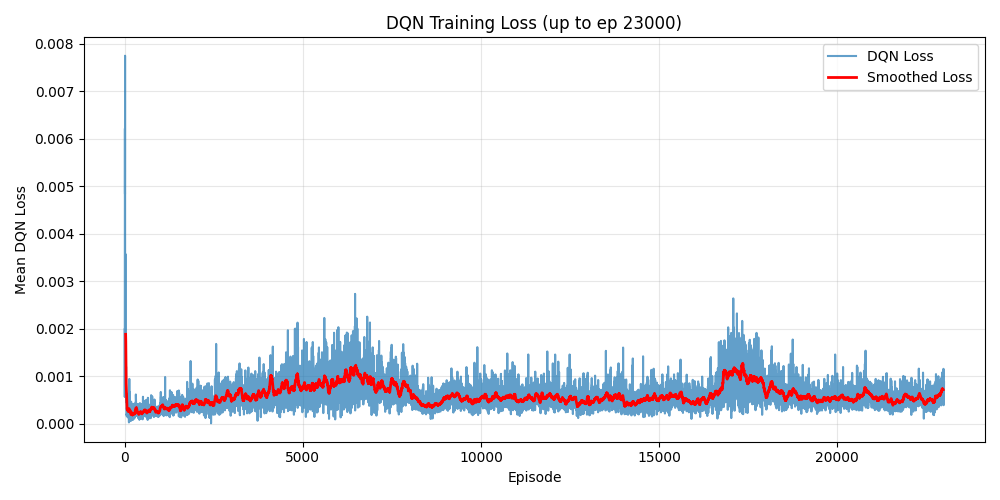 DQN Training Loss (up to ep 23000)
DQN Loss
Smoothed Loss
Mean DQN Loss
0.008
0.007
0.006
0.005
0.004
0.003
0.002
0.001
0.000
0
5000
10000
15000
20000
Episode